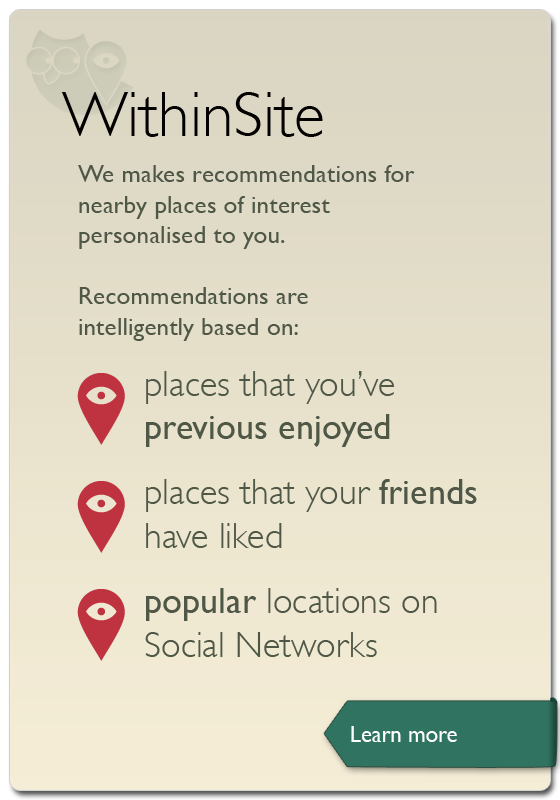 WithinSite
We makes recommendations for
nearby places of interest
personalised to you.
Recommendations are
intelligently based on:
places that you've
previous enjoyed
places that your friends
have liked
popular locations on
Social Networks
Learn more